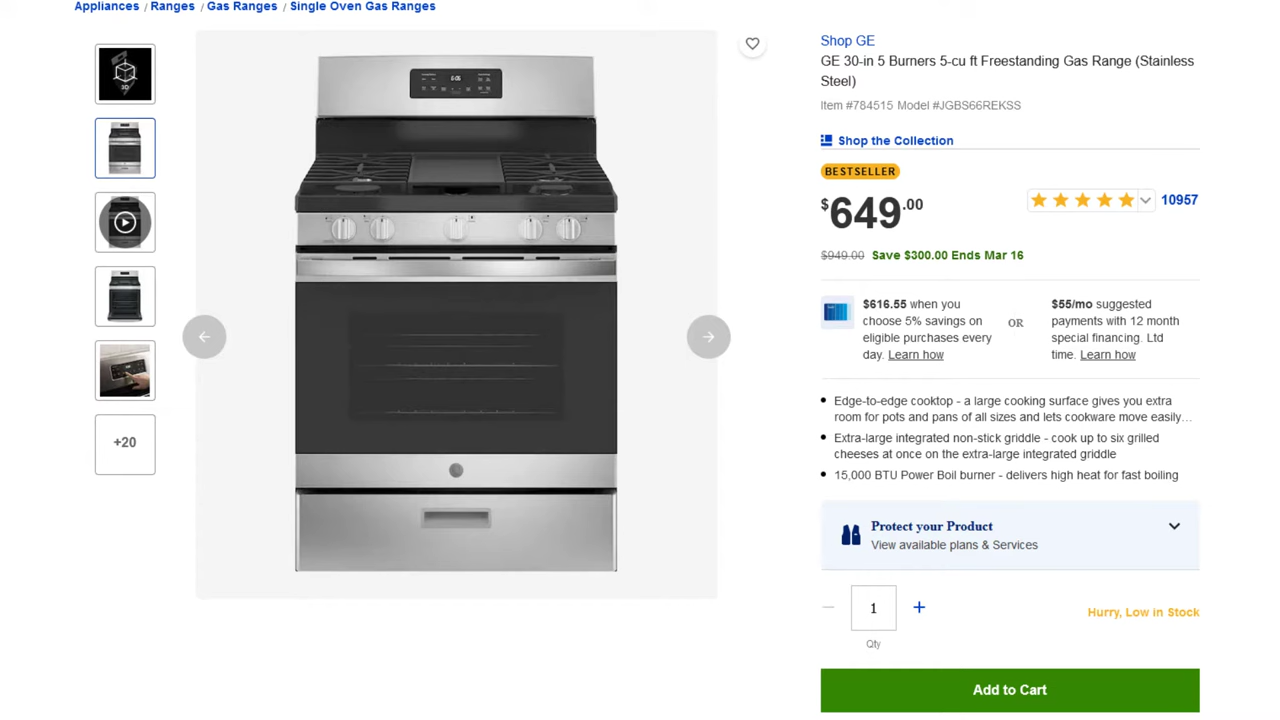 Appliances / Ranges / Gas Ranges / Single Oven Gas Ranges
3D
+20
Shop GE
GE 30-in 5 Burners 5-cu ft Freestanding Gas Range (Stainless
Steel)
Item #784515 Model #JGBS66REKSS
Shop the Collection
BESTSELLER
$649.00
10957
$949.00 Save $300.00 Ends Mar 16
$616.55 when you
choose 5% savings on
eligible purchases every
day. Learn how
OR
$55/mo suggested
payments with 12 month
special financing. Ltd
time. Learn how
Edge-to-edge cooktop - a large cooking surface gives you extra
room for pots and pans of all sizes and lets cookware move easily…
Extra-large integrated non-stick griddle - cook up to six grilled
cheeses at once on the extra-large integrated griddle
15,000 BTU Power Boil burner - delivers high heat for fast boiling
Protect your Product
View available plans & Services
1
Qty
Hurry, Low in Stock
Add to Cart